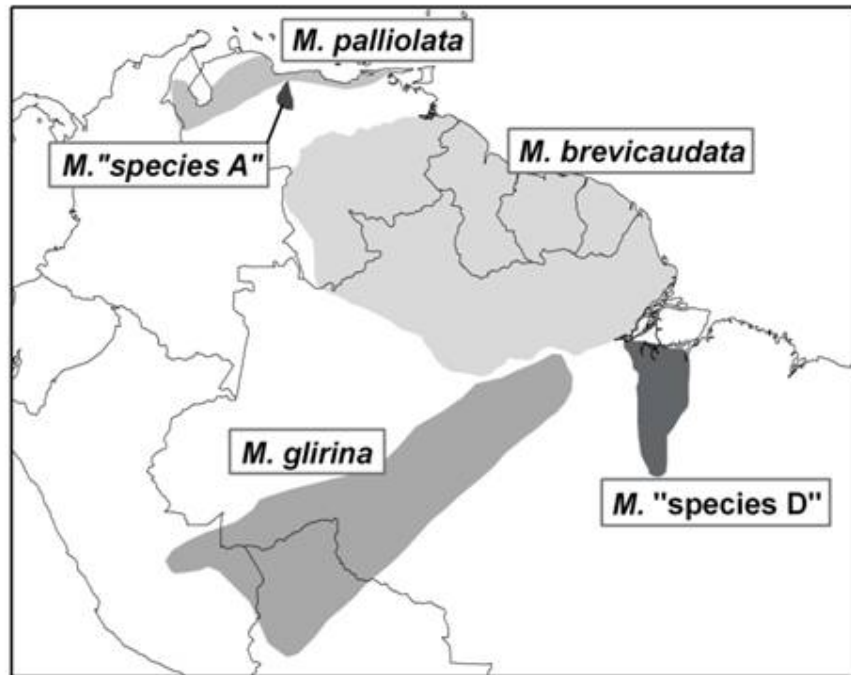 M. palliolata
M."species A"
M. brevicaudata
M. glirina
M. "species D"